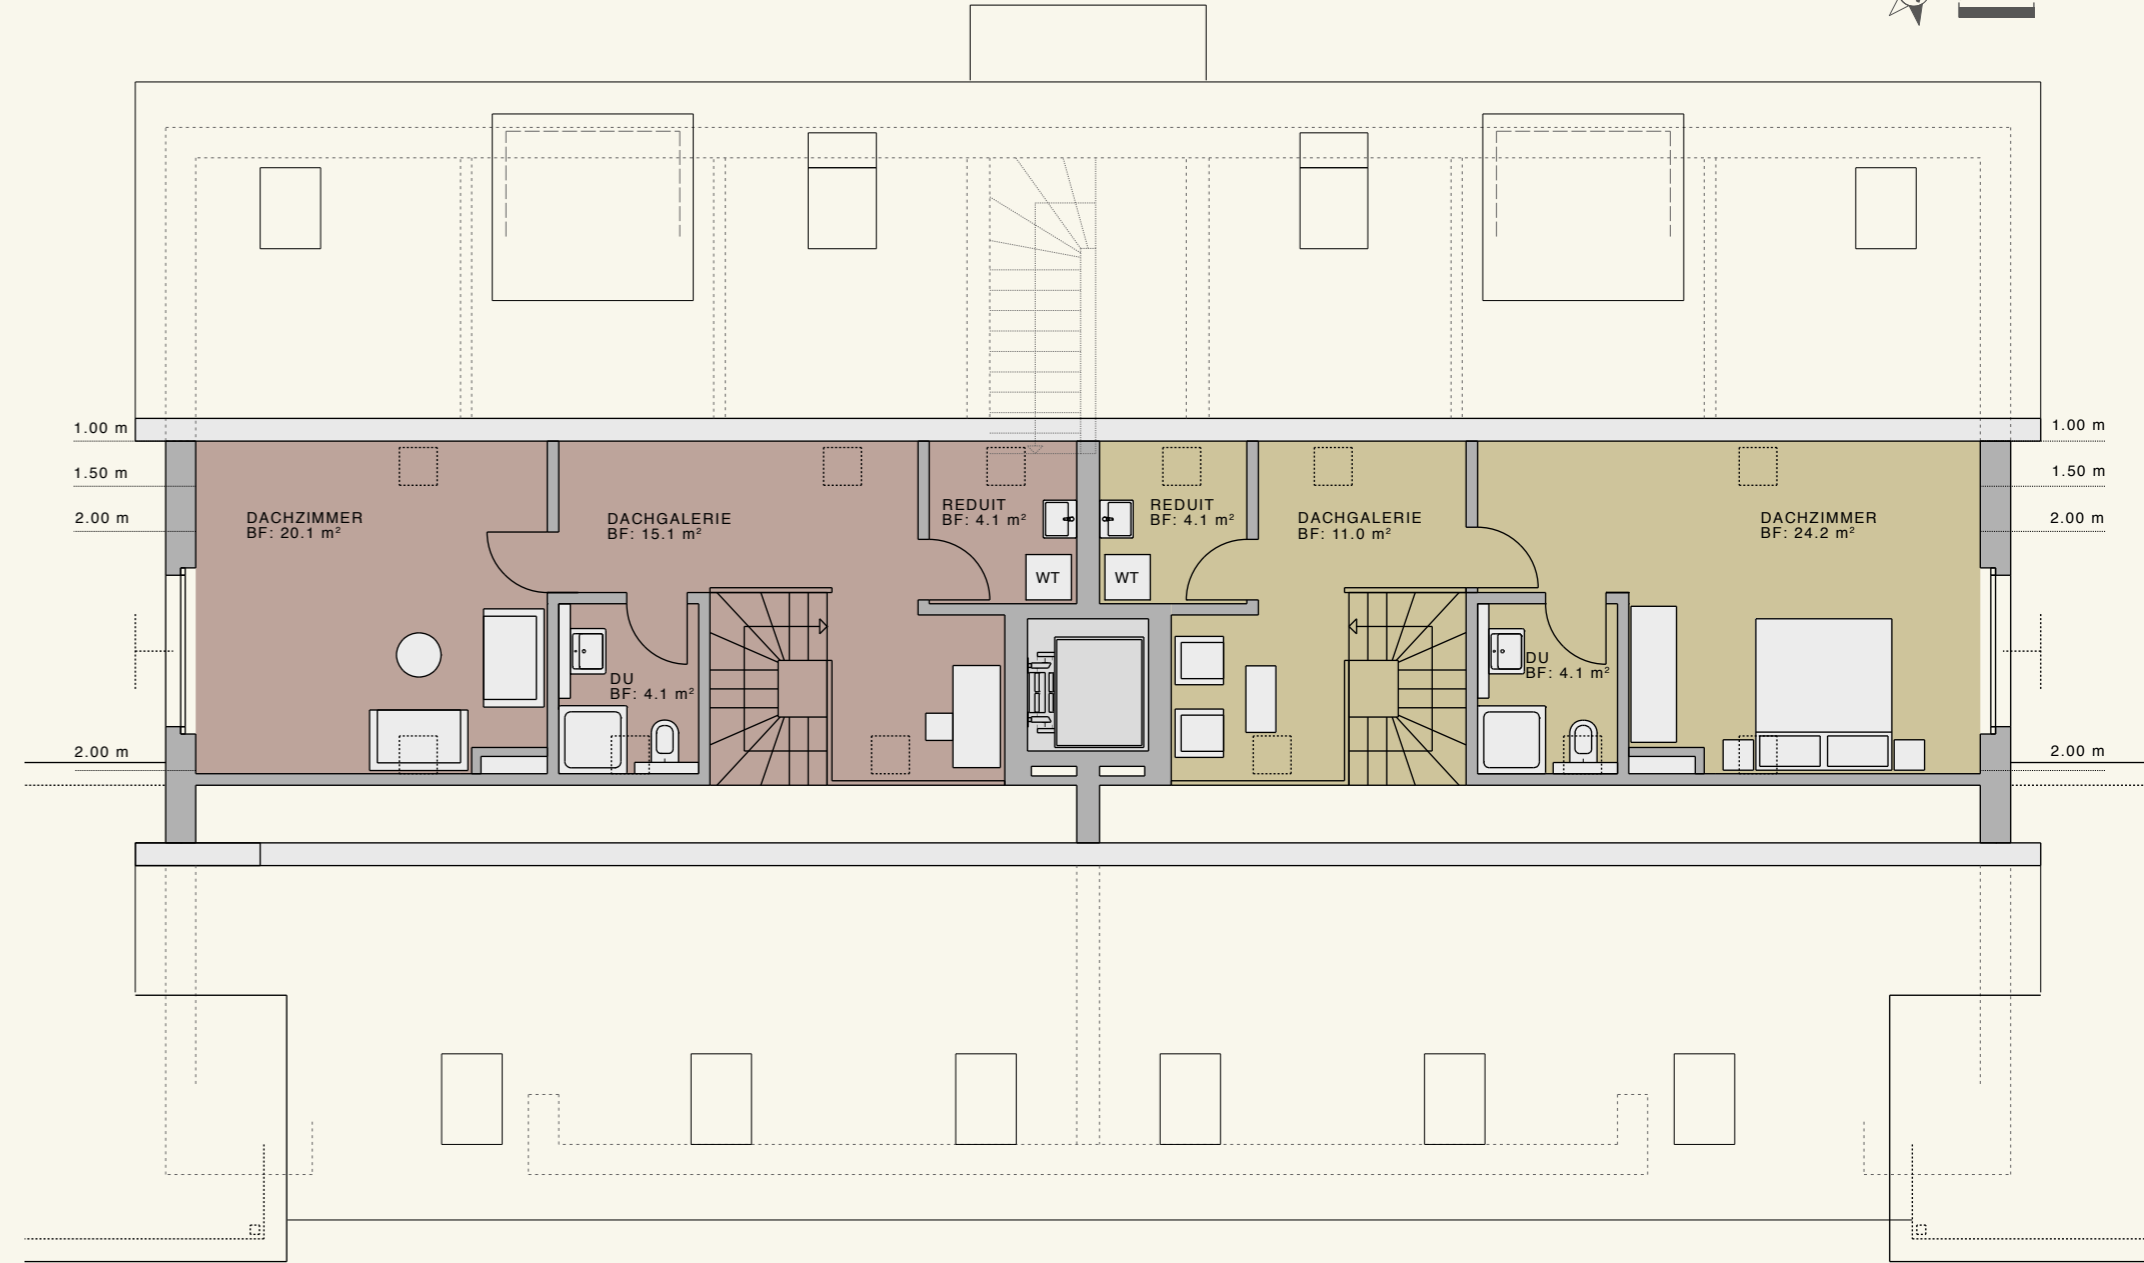 1.00 m
1.00 m
1.50 m
1.50 m
2.00 m
2.00 m
DACHZIMMER
BF: 20.1 m²
DACHGALERIE
BF: 15.1 m²
REDUIT
BF: 4.1 m²
REDUIT
BF: 4.1 m²
DACHGALERIE
BF: 11.0 m²
DACHZIMMER
BF: 24.2 m²
WT
WT
DU
BF: 4.1 m²
DU
BF: 4.1 m²
2.00 m
2.00 m